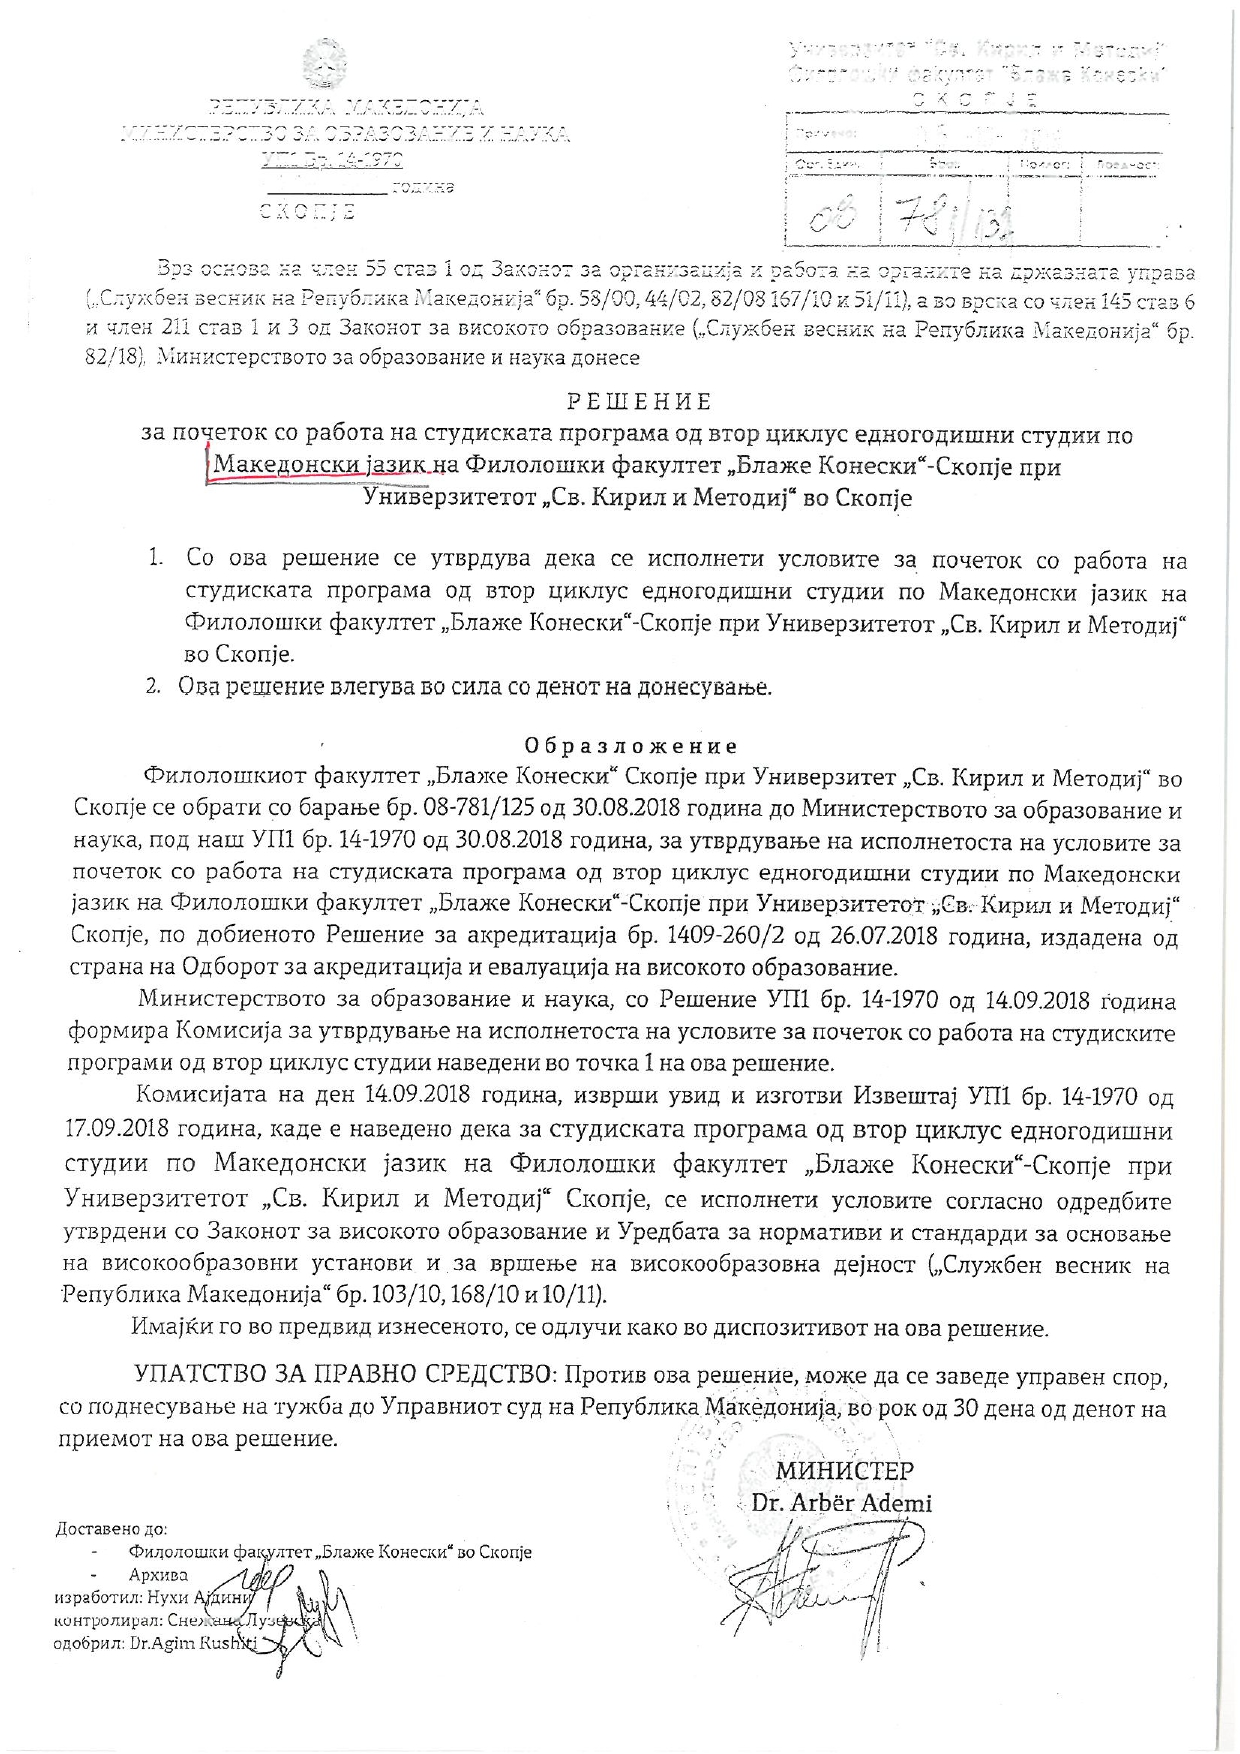 РЕПУБЛИКА МАКЕДОНИЈА
МИНИСТЕРСТВО ЗА ОБРАЗОВАНИЕ И НАУКА
УП1 Бр. 14-1970
____________ година
С К О П Ј Е
Универзитет "Св. Кирил и Методиј"
Филолошки факултет "Блаже Конески"
С К О П Ј Е
Примено:
Орг. Един. Број Прилог: Вредност:
08 781/132
Врз основа на член 55 став 1 од Законот за организација и работа на органите на државната управа
(„Службен весник на Република Македонија“ бр. 58/00, 44/02, 82/08 167/10 и 51/11), а во врска со член 145 став 6
и член 211 став 1 и 3 од Законот за високото образование („Службен весник на Република Македонија“ бр.
82/18), Министерството за образование и наука донесе
Р Е Ш Е Н И Е
за почеток со работа на студиската програма од втор циклус едногодишни студии по
Македонски јазик на Филолошки факултет „Блаже Конески“-Скопје при
Универзитетот „Св. Кирил и Методиј“ во Скопје
1. Со ова решение се утврдува дека се исполнети условите за почеток со работа на
студиската програма од втор циклус едногодишни студии по Македонски јазик на
Филолошки факултет „Блаже Конески“-Скопје при Универзитетот „Св. Кирил и Методиј“
во Скопје.
2. Ова решение влегува во сила со денот на донесување.
О б р а з л о ж е н и е
Филолошкиот факултет „Блаже Конески“ Скопје при Универзитет „Св. Кирил и Методиј“ во
Скопје се обрати со барање бр. 08-781/125 од 30.08.2018 година до Министерството за образование и
наука, под наш УП1 бр. 14-1970 од 30.08.2018 година, за утврдување на исполнетоста на условите за
почеток со работа на студиската програма од втор циклус едногодишни студии по Македонски
јазик на Филолошки факултет „Блаже Конески“-Скопје при Универзитетот „Св. Кирил и Методиј“
Скопје, по добиеното Решение за акредитација бр. 1409-260/2 од 26.07.2018 година, издадена од
страна на Одборот за акредитација и евалуација на високото образование.
Министерството за образование и наука, со Решение УП1 бр. 14-1970 од 14.09.2018 година
формира Комисија за утврдување на исполнетоста на условите за почеток со работа на студиските
програми од втор циклус студии наведени во точка 1 на ова решение.
Комисијата на ден 14.09.2018 година, изврши увид и изготви Извештај УП1 бр. 14-1970 од
17.09.2018 година, каде е наведено дека за студиската програма од втор циклус едногодишни
студии по Македонски јазик на Филолошки факултет „Блаже Конески“-Скопје при
Универзитетот „Св. Кирил и Методиј“ Скопје, се исполнети условите согласно одредбите
утврдени со Законот за високото образование и Уредбата за нормативи и стандарди за основање
на високообразовни установи и за вршење на високообразовна дејност („Службен весник на
Република Македонија“ бр. 103/10, 168/10 и 10/11).
Имајќи го во предвид изнесеното, се одлучи како во диспозитивот на ова решение.
УПАТСТВО ЗА ПРАВНО СРЕДСТВО: Против ова решение, може да се заведе управен спор,
со поднесување на тужба до Управниот суд на Република Македонија, во рок од 30 дена од денот на
приемот на ова решение.
МИНИСТЕР
Dr. Arbër Ademi
Доставено до:
- Филолошки факултет „Блаже Конески“ во Скопје
- Архива
изработил: Нухи Ајдини
контролирал: Снежана Лузевска
одобрил: Dr.Agim Rushiti